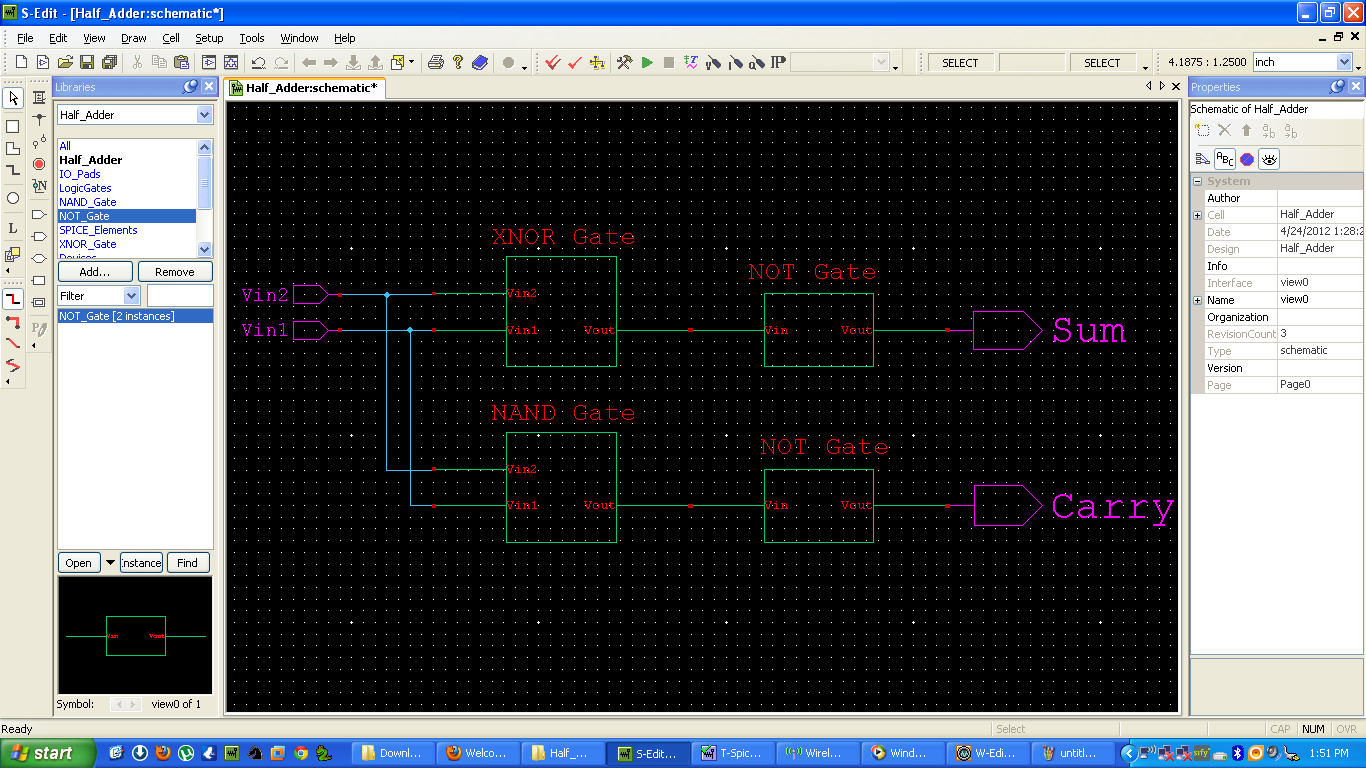 S-Edit - [Half_Adder:schematic*]
File Edit View Draw Cell Setup Tools Window Help
SELECT SELECT 4.1875 : 1.2500 inch
Libraries
Half_Adder
All
Half_Adder
IO_Pads
LogicGates
NAND_Gate
NOT_Gate
SPICE_Elements
XNOR_Gate
Devices
Add... Remove
Filter
NOT_Gate [2 instances]
Open Instance Find
Vin Vout
Symbol: view0 of 1
Half_Adder:schematic*
XNOR Gate
NOT Gate
Vin2 Vin2
Vin1 Vin1 Vout Vin Vout Sum
NAND Gate
NOT Gate
Vin2
Vin1 Vout Vin Vout Carry
Properties
Schematic of Half_Adder
System
Author
Cell Half_Adder
Date 4/24/2012 1:28:2
Design Half_Adder
Info
Interface view0
Name view0
Organization
RevisionCount 3
Type schematic
Version
Page Page0
Ready Select CAP NUM OVR
start Downl... Welco... Half_... S-Edit... T-Spic... Wirel... Wind... W-Edi... untitl... sify 1:51 PM